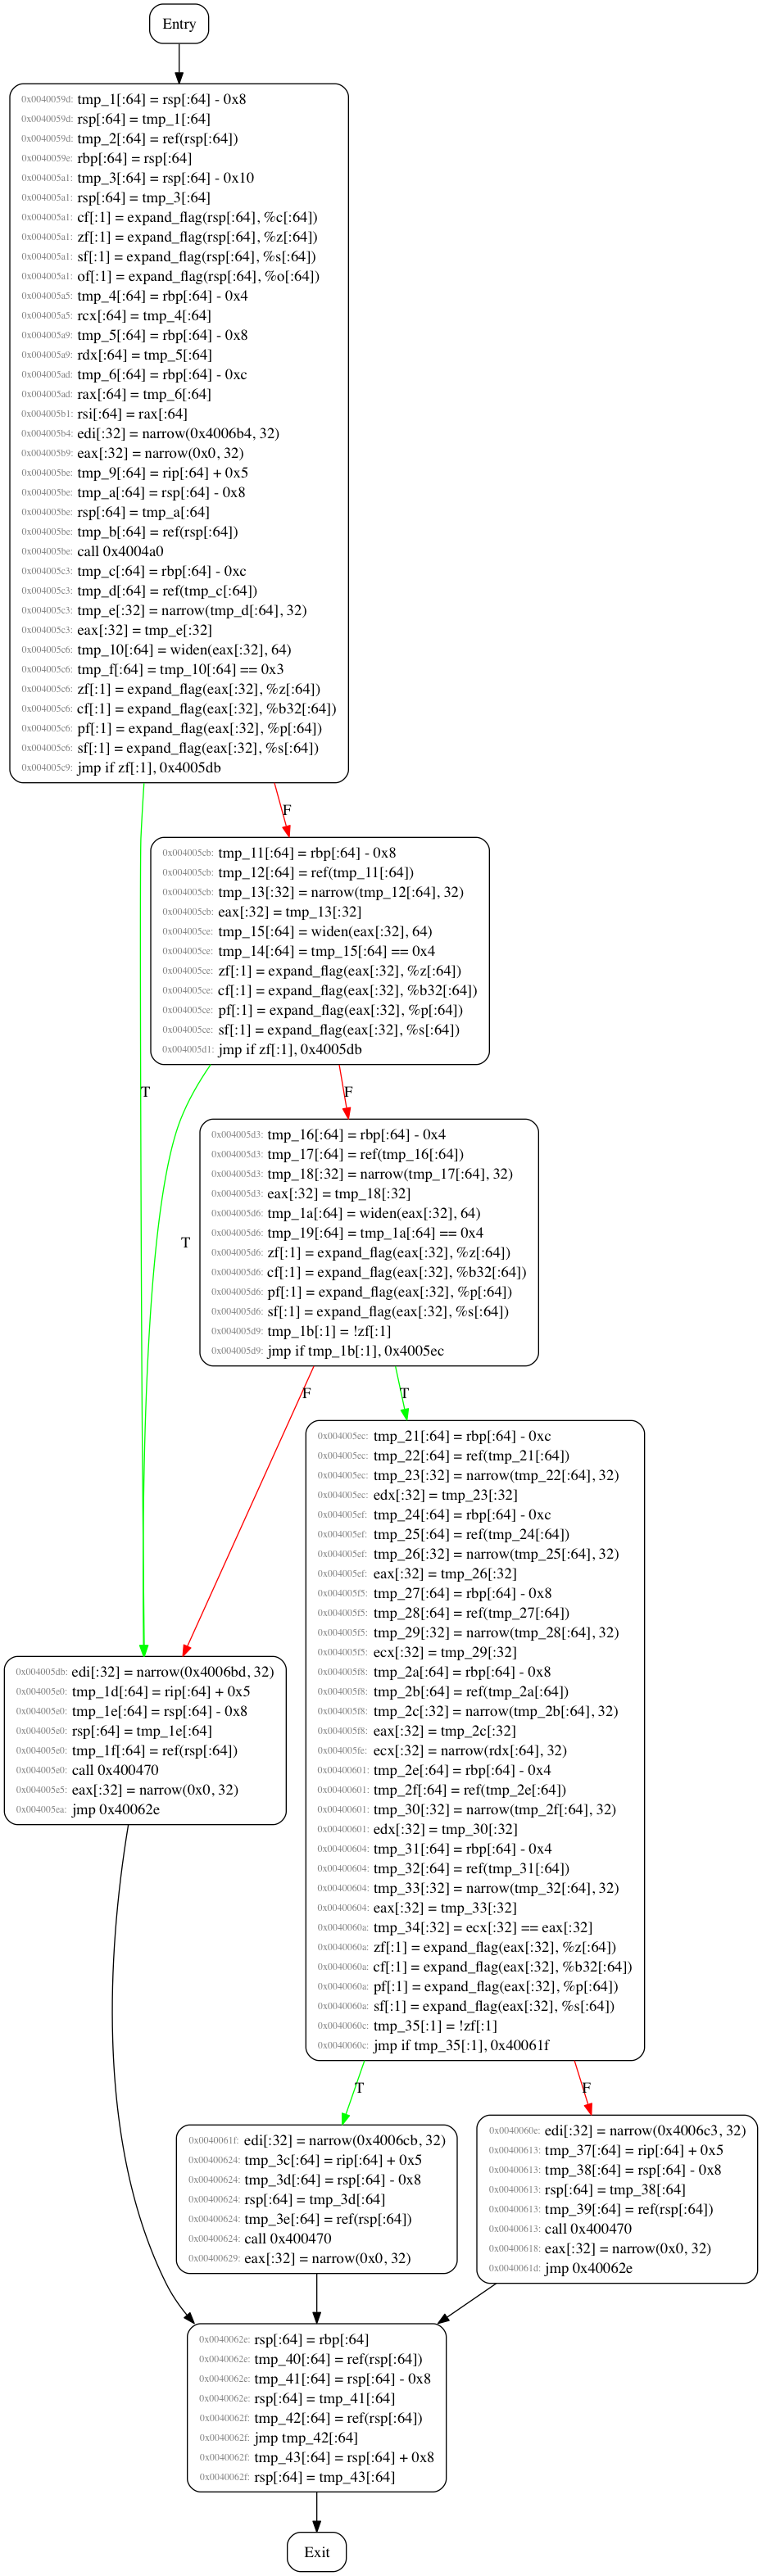 Entry
0x0040059d: tmp_1[:64] = rsp[:64] - 0x8
0x0040059d: rsp[:64] = tmp_1[:64]
0x0040059d: tmp_2[:64] = ref(rsp[:64])
0x0040059e: rbp[:64] = rsp[:64]
0x004005a1: tmp_3[:64] = rsp[:64] - 0x10
0x004005a1: rsp[:64] = tmp_3[:64]
0x004005a1: cf[:1] = expand_flag(rsp[:64], %c[:64])
0x004005a1: zf[:1] = expand_flag(rsp[:64], %z[:64])
0x004005a1: sf[:1] = expand_flag(rsp[:64], %s[:64])
0x004005a1: of[:1] = expand_flag(rsp[:64], %o[:64])
0x004005a5: tmp_4[:64] = rbp[:64] - 0x4
0x004005a5: rcx[:64] = tmp_4[:64]
0x004005a9: tmp_5[:64] = rbp[:64] - 0x8
0x004005a9: rdx[:64] = tmp_5[:64]
0x004005ad: tmp_6[:64] = rbp[:64] - 0xc
0x004005ad: rax[:64] = tmp_6[:64]
0x004005b1: rsi[:64] = rax[:64]
0x004005b4: edi[:32] = narrow(0x4006b4, 32)
0x004005b9: eax[:32] = narrow(0x0, 32)
0x004005be: tmp_9[:64] = rip[:64] + 0x5
0x004005be: tmp_a[:64] = rsp[:64] - 0x8
0x004005be: rsp[:64] = tmp_a[:64]
0x004005be: tmp_b[:64] = ref(rsp[:64])
0x004005be: call 0x4004a0
0x004005c3: tmp_c[:64] = rbp[:64] - 0xc
0x004005c3: tmp_d[:64] = ref(tmp_c[:64])
0x004005c3: tmp_e[:32] = narrow(tmp_d[:64], 32)
0x004005c3: eax[:32] = tmp_e[:32]
0x004005c6: tmp_10[:64] = widen(eax[:32], 64)
0x004005c6: tmp_f[:64] = tmp_10[:64] == 0x3
0x004005c6: zf[:1] = expand_flag(eax[:32], %z[:64])
0x004005c6: cf[:1] = expand_flag(eax[:32], %b32[:64])
0x004005c6: pf[:1] = expand_flag(eax[:32], %p[:64])
0x004005c6: sf[:1] = expand_flag(eax[:32], %s[:64])
0x004005c9: jmp if zf[:1], 0x4005db
F
0x004005cb: tmp_11[:64] = rbp[:64] - 0x8
0x004005cb: tmp_12[:64] = ref(tmp_11[:64])
0x004005cb: tmp_13[:32] = narrow(tmp_12[:64], 32)
0x004005cb: eax[:32] = tmp_13[:32]
0x004005ce: tmp_15[:64] = widen(eax[:32], 64)
0x004005ce: tmp_14[:64] = tmp_15[:64] == 0x4
0x004005ce: zf[:1] = expand_flag(eax[:32], %z[:64])
0x004005ce: cf[:1] = expand_flag(eax[:32], %b32[:64])
0x004005ce: pf[:1] = expand_flag(eax[:32], %p[:64])
0x004005ce: sf[:1] = expand_flag(eax[:32], %s[:64])
0x004005d1: jmp if zf[:1], 0x4005db
T
F
0x004005d3: tmp_16[:64] = rbp[:64] - 0x4
0x004005d3: tmp_17[:64] = ref(tmp_16[:64])
0x004005d3: tmp_18[:32] = narrow(tmp_17[:64], 32)
0x004005d3: eax[:32] = tmp_18[:32]
0x004005d6: tmp_1a[:64] = widen(eax[:32], 64)
0x004005d6: tmp_19[:64] = tmp_1a[:64] == 0x4
0x004005d6: zf[:1] = expand_flag(eax[:32], %z[:64])
0x004005d6: cf[:1] = expand_flag(eax[:32], %b32[:64])
0x004005d6: pf[:1] = expand_flag(eax[:32], %p[:64])
0x004005d6: sf[:1] = expand_flag(eax[:32], %s[:64])
0x004005d9: tmp_1b[:1] = !zf[:1]
0x004005d9: jmp if tmp_1b[:1], 0x4005ec
T
F
T
0x004005ec: tmp_21[:64] = rbp[:64] - 0xc
0x004005ec: tmp_22[:64] = ref(tmp_21[:64])
0x004005ec: tmp_23[:32] = narrow(tmp_22[:64], 32)
0x004005ec: edx[:32] = tmp_23[:32]
0x004005ef: tmp_24[:64] = rbp[:64] - 0xc
0x004005ef: tmp_25[:64] = ref(tmp_24[:64])
0x004005ef: tmp_26[:32] = narrow(tmp_25[:64], 32)
0x004005ef: eax[:32] = tmp_26[:32]
0x004005f5: tmp_27[:64] = rbp[:64] - 0x8
0x004005f5: tmp_28[:64] = ref(tmp_27[:64])
0x004005f5: tmp_29[:32] = narrow(tmp_28[:64], 32)
0x004005f5: ecx[:32] = tmp_29[:32]
0x004005f8: tmp_2a[:64] = rbp[:64] - 0x8
0x004005f8: tmp_2b[:64] = ref(tmp_2a[:64])
0x004005f8: tmp_2c[:32] = narrow(tmp_2b[:64], 32)
0x004005f8: eax[:32] = tmp_2c[:32]
0x004005fe: ecx[:32] = narrow(rdx[:64], 32)
0x00400601: tmp_2e[:64] = rbp[:64] - 0x4
0x00400601: tmp_2f[:64] = ref(tmp_2e[:64])
0x00400601: tmp_30[:32] = narrow(tmp_2f[:64], 32)
0x00400601: edx[:32] = tmp_30[:32]
0x00400604: tmp_31[:64] = rbp[:64] - 0x4
0x00400604: tmp_32[:64] = ref(tmp_31[:64])
0x00400604: tmp_33[:32] = narrow(tmp_32[:64], 32)
0x00400604: eax[:32] = tmp_33[:32]
0x0040060a: tmp_34[:32] = ecx[:32] == eax[:32]
0x0040060a: zf[:1] = expand_flag(eax[:32], %z[:64])
0x0040060a: cf[:1] = expand_flag(eax[:32], %b32[:64])
0x0040060a: pf[:1] = expand_flag(eax[:32], %p[:64])
0x0040060a: sf[:1] = expand_flag(eax[:32], %s[:64])
0x0040060c: tmp_35[:1] = !zf[:1]
0x0040060c: jmp if tmp_35[:1], 0x40061f
0x004005db: edi[:32] = narrow(0x4006bd, 32)
0x004005e0: tmp_1d[:64] = rip[:64] + 0x5
0x004005e0: tmp_1e[:64] = rsp[:64] - 0x8
0x004005e0: rsp[:64] = tmp_1e[:64]
0x004005e0: tmp_1f[:64] = ref(rsp[:64])
0x004005e0: call 0x400470
0x004005e5: eax[:32] = narrow(0x0, 32)
0x004005ea: jmp 0x40062e
T
F
0x0040061f: edi[:32] = narrow(0x4006cb, 32)
0x00400624: tmp_3c[:64] = rip[:64] + 0x5
0x00400624: tmp_3d[:64] = rsp[:64] - 0x8
0x00400624: rsp[:64] = tmp_3d[:64]
0x00400624: tmp_3e[:64] = ref(rsp[:64])
0x00400624: call 0x400470
0x00400629: eax[:32] = narrow(0x0, 32)
0x0040060e: edi[:32] = narrow(0x4006c3, 32)
0x00400613: tmp_37[:64] = rip[:64] + 0x5
0x00400613: tmp_38[:64] = rsp[:64] - 0x8
0x00400613: rsp[:64] = tmp_38[:64]
0x00400613: tmp_39[:64] = ref(rsp[:64])
0x00400613: call 0x400470
0x00400618: eax[:32] = narrow(0x0, 32)
0x0040061d: jmp 0x40062e
0x0040062e: rsp[:64] = rbp[:64]
0x0040062e: tmp_40[:64] = ref(rsp[:64])
0x0040062e: tmp_41[:64] = rsp[:64] - 0x8
0x0040062e: rsp[:64] = tmp_41[:64]
0x0040062f: tmp_42[:64] = ref(rsp[:64])
0x0040062f: jmp tmp_42[:64]
0x0040062f: tmp_43[:64] = rsp[:64] + 0x8
0x0040062f: rsp[:64] = tmp_43[:64]
Exit